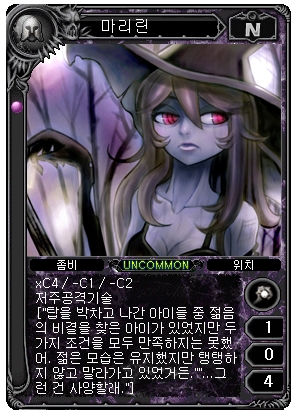 마리런
N
좀비
UNCOMMON
위치
xC4 / -C1 / -C2
저주공격기술
["탑을 박차고 나간 아이들 중 젊음
의 비결을 찾은 아이가 있었지만 두
가지 조건을 모두 만족하지는 못했
어. 젊은 모습은 유지했지만 탱탱하
지 않고 말라가고 있었거든.""...그
런 건 사양할래."]
1
0
4